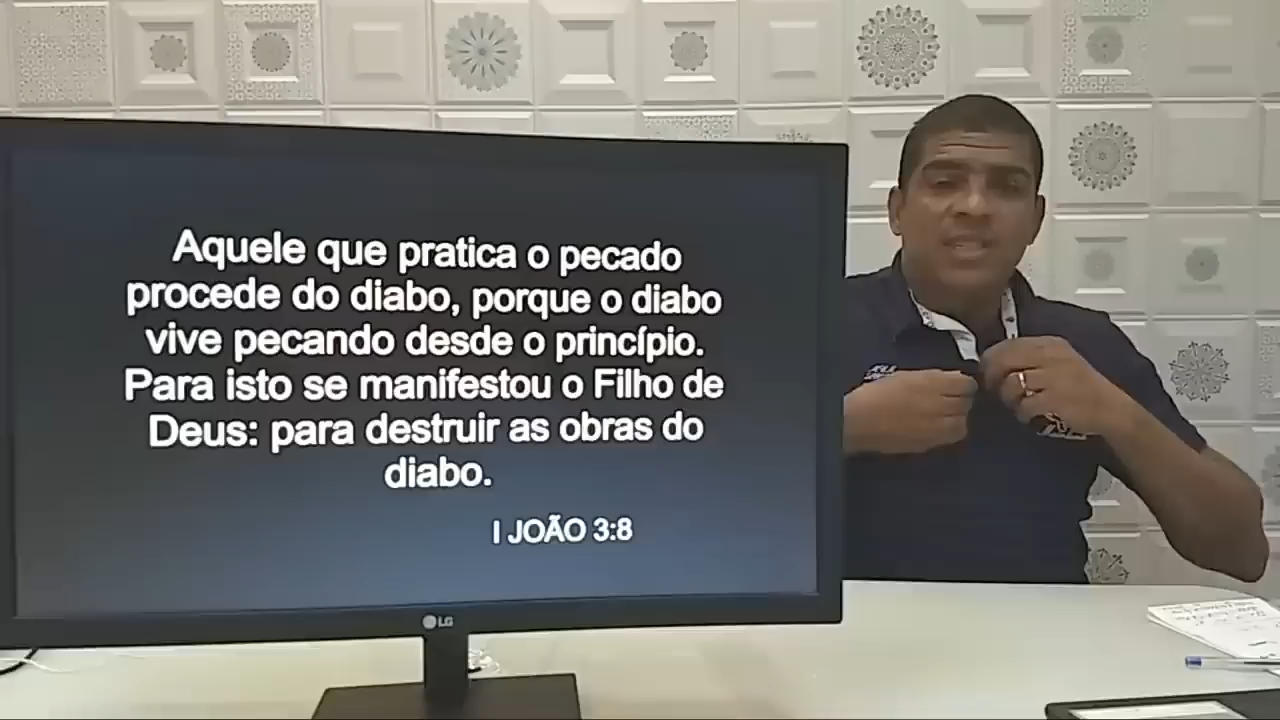 Aquele que pratica o pecado
procede do diabo, porque o diabo
vive pecando desde o princípio.
Para isto se manifestou o Filho de
Deus: para destruir as obras do
diabo.
I JOÃO 3:8
LG